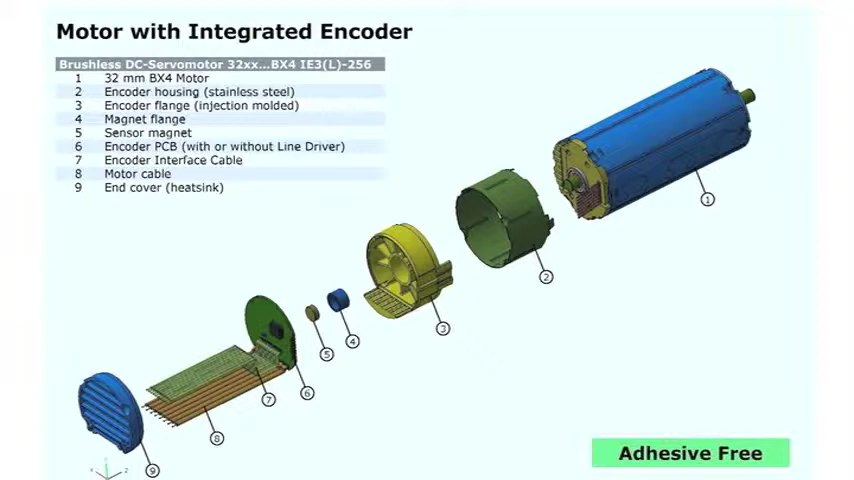 Motor with Integrated Encoder
Brushless DC-Servomotor 32xx...BX4 IE3(L)-256
1 32 mm BX4 Motor
2 Encoder housing (stainless steel)
3 Encoder flange (injection molded)
4 Magnet flange
5 Sensor magnet
6 Encoder PCB (with or without Line Driver)
7 Encoder Interface Cable
8 Motor cable
9 End cover (heatsink)
1
2
3
4
5
6
7
8
9
Adhesive Free